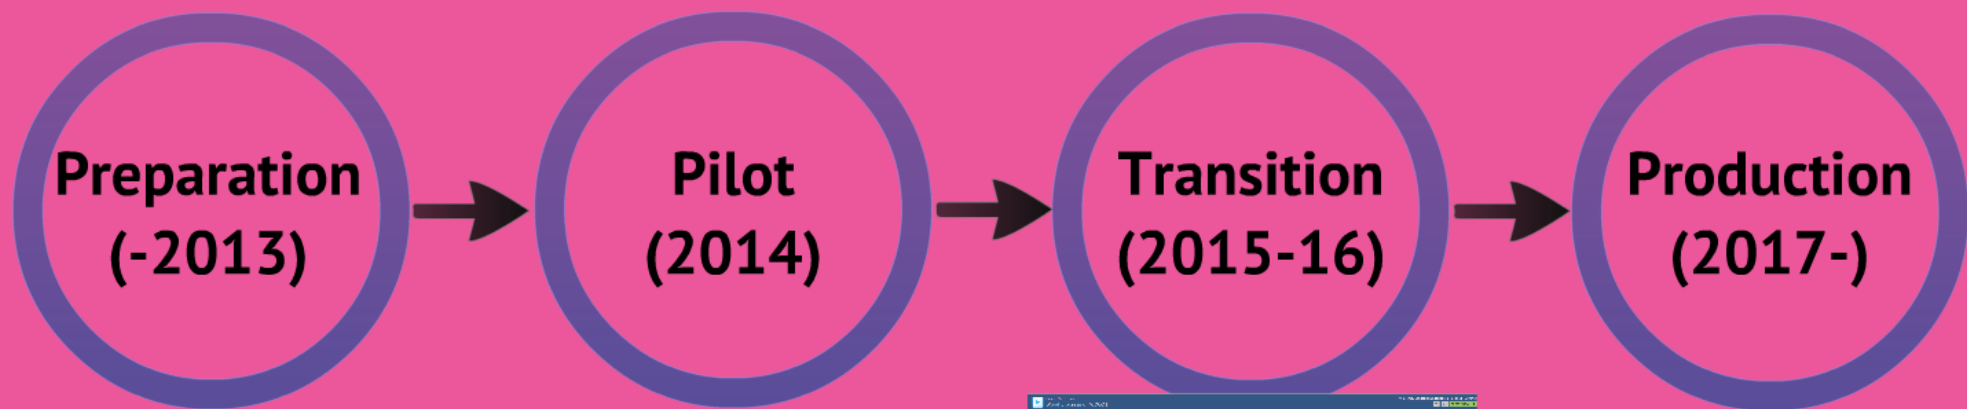 Preparation
(-2013)
Pilot
(2014)
Transition
(2015-16)
Production
(2017-)